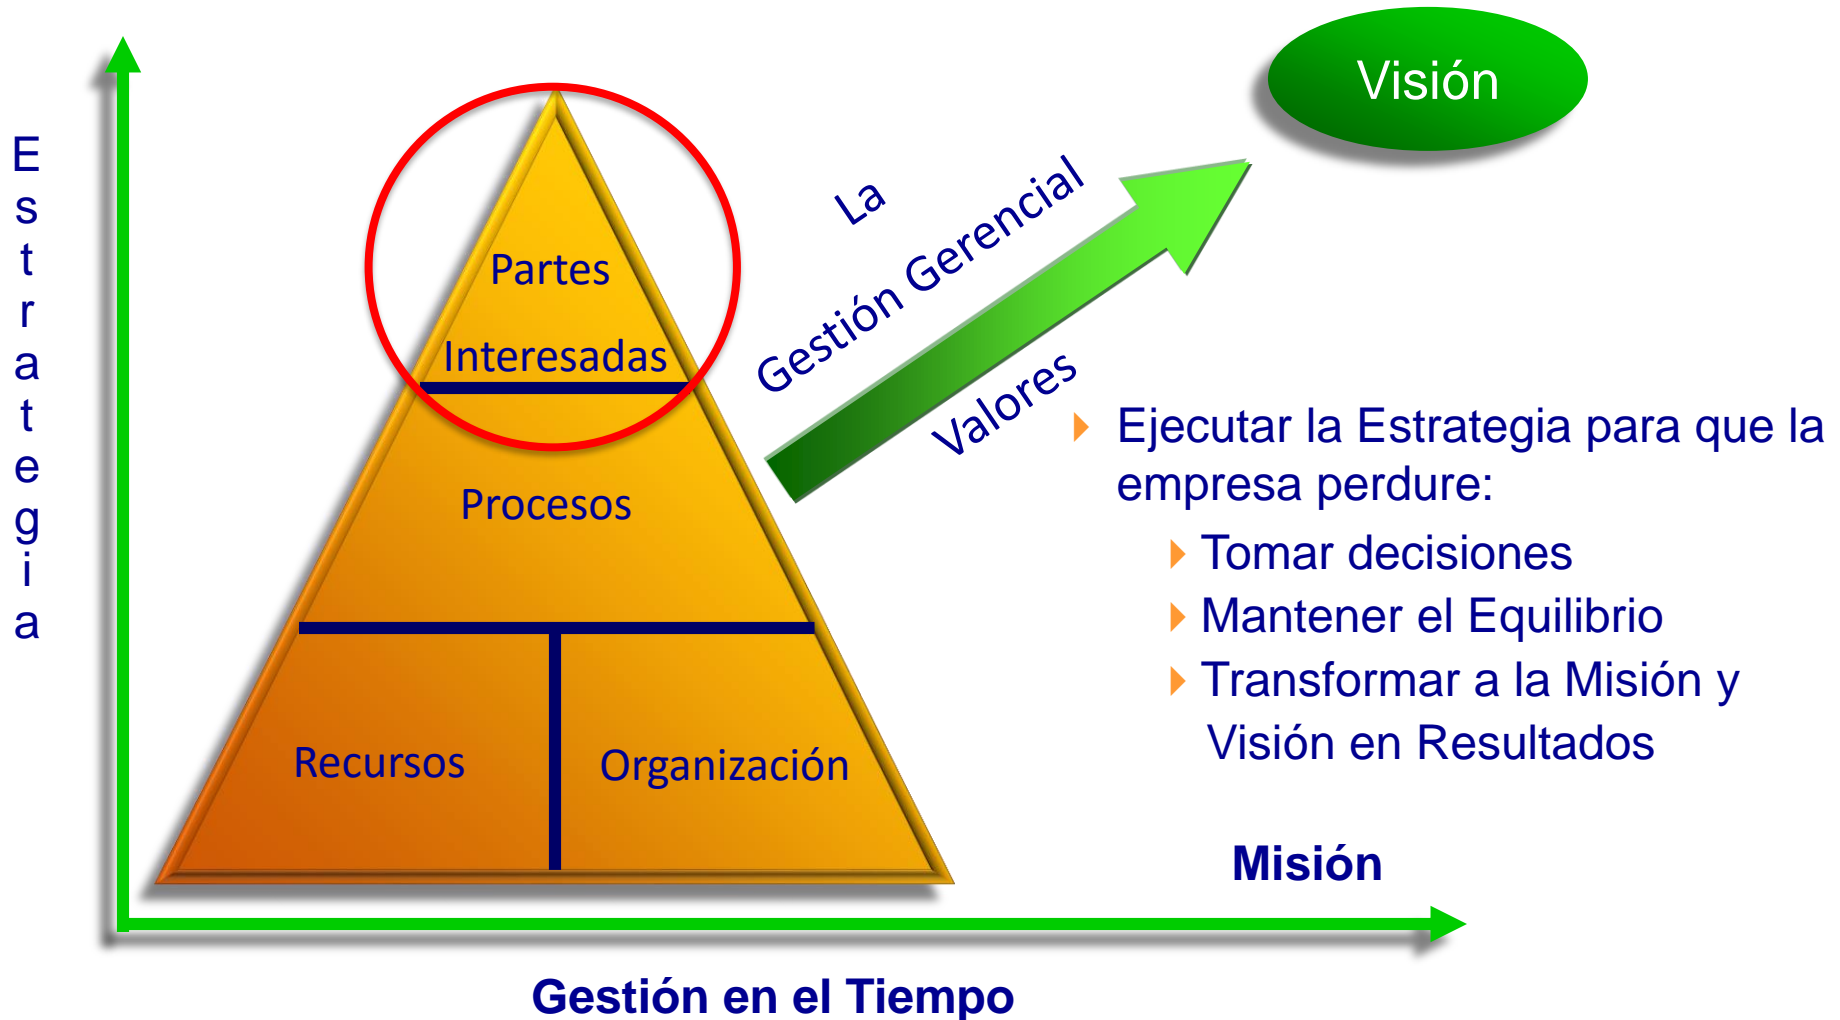 Estrategia
Visión
La
Gestión Gerencial
Valores
Partes
Interesadas
Procesos
Recursos
Organización
Ejecutar la Estrategia para que la
empresa perdure:
Tomar decisiones
Mantener el Equilibrio
Transformar a la Misión y
Visión en Resultados
Misión
Gestión en el Tiempo